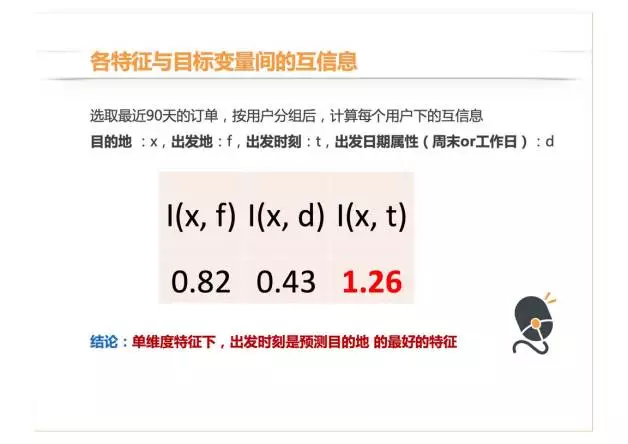 各特征与目标变量间的互信息
选取最近90天的订单，按用户分组后，计算每个用户下的互信息
目的地 ：x，出发地：f，出发时刻：t，出发日期属性（周末or工作日）：d
I(x, f) I(x, d) I(x, t)
0.82 0.43 1.26
结论：单维度特征下，出发时刻是预测目的地 的最好的特征